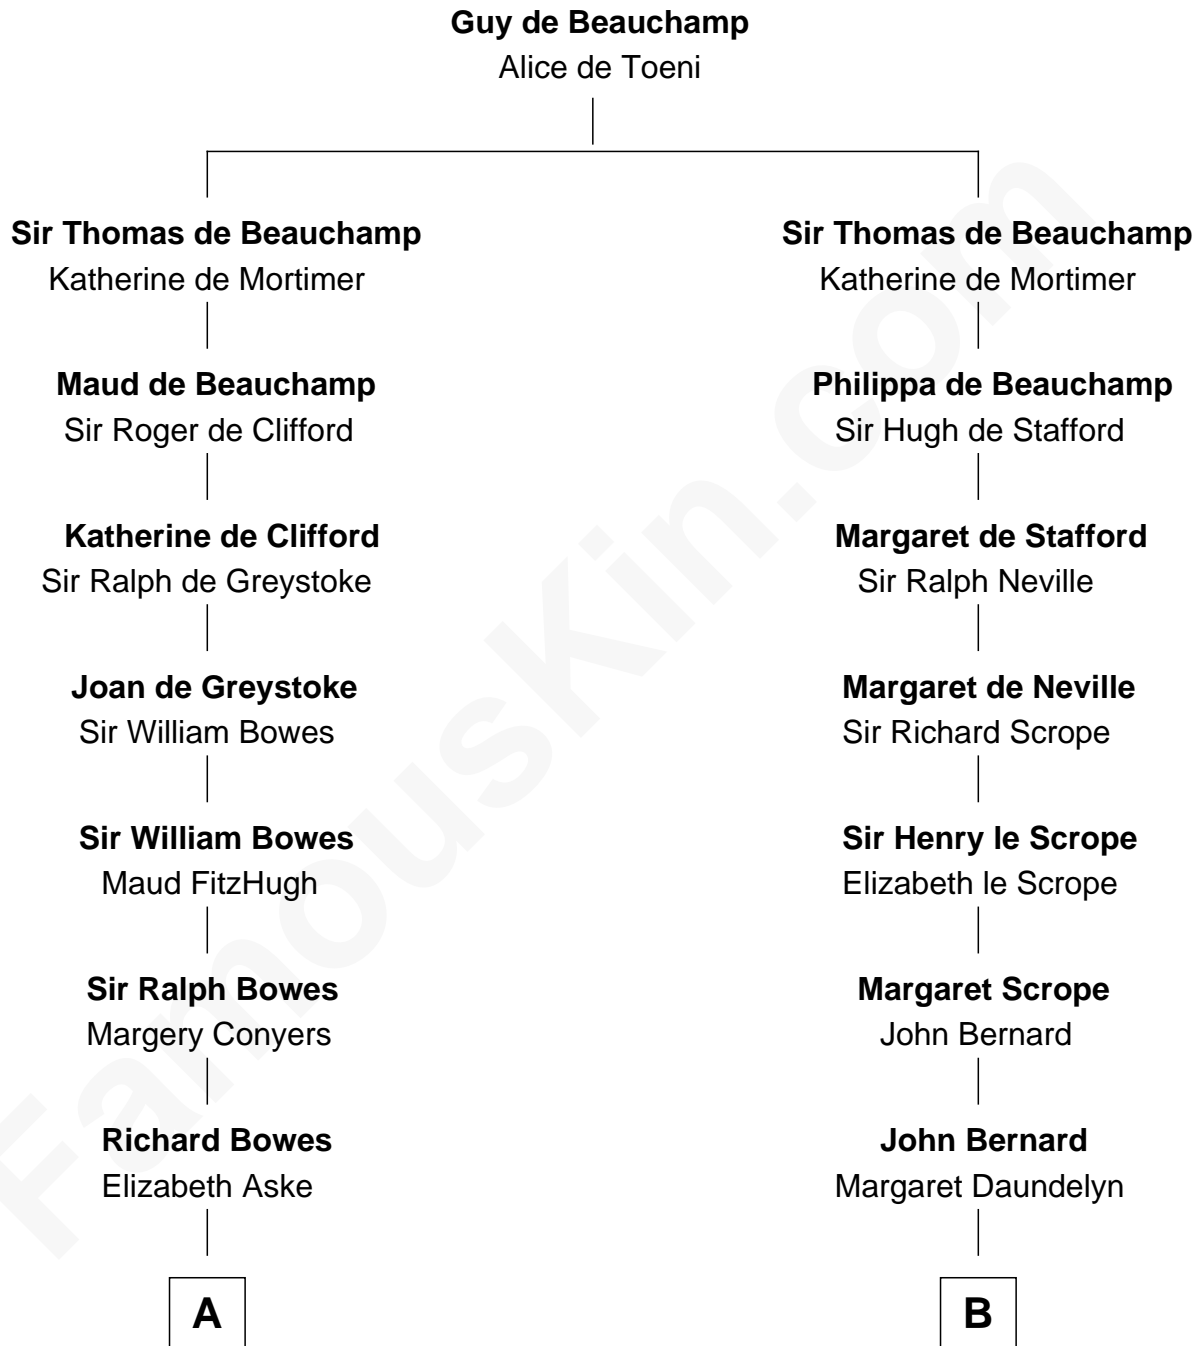 Guy de Beauchamp
Alice de Toeni
Sir Thomas de Beauchamp
Katherine de Mortimer
Sir Thomas de Beauchamp
Katherine de Mortimer
Maud de Beauchamp
Sir Roger de Clifford
Philippa de Beauchamp
Sir Hugh de Stafford
Katherine de Clifford
Sir Ralph de Greystoke
Margaret de Stafford
Sir Ralph Neville
Joan de Greystoke
Sir William Bowes
Margaret de Neville
Sir Richard Scrope
Sir William Bowes
Maud FitzHugh
Sir Henry le Scrope
Elizabeth le Scrope
Sir Ralph Bowes
Margery Conyers
Margaret Scrope
John Bernard
Richard Bowes
Elizabeth Aske
John Bernard
Margaret Daundelyn
A
B
FamousKin.com